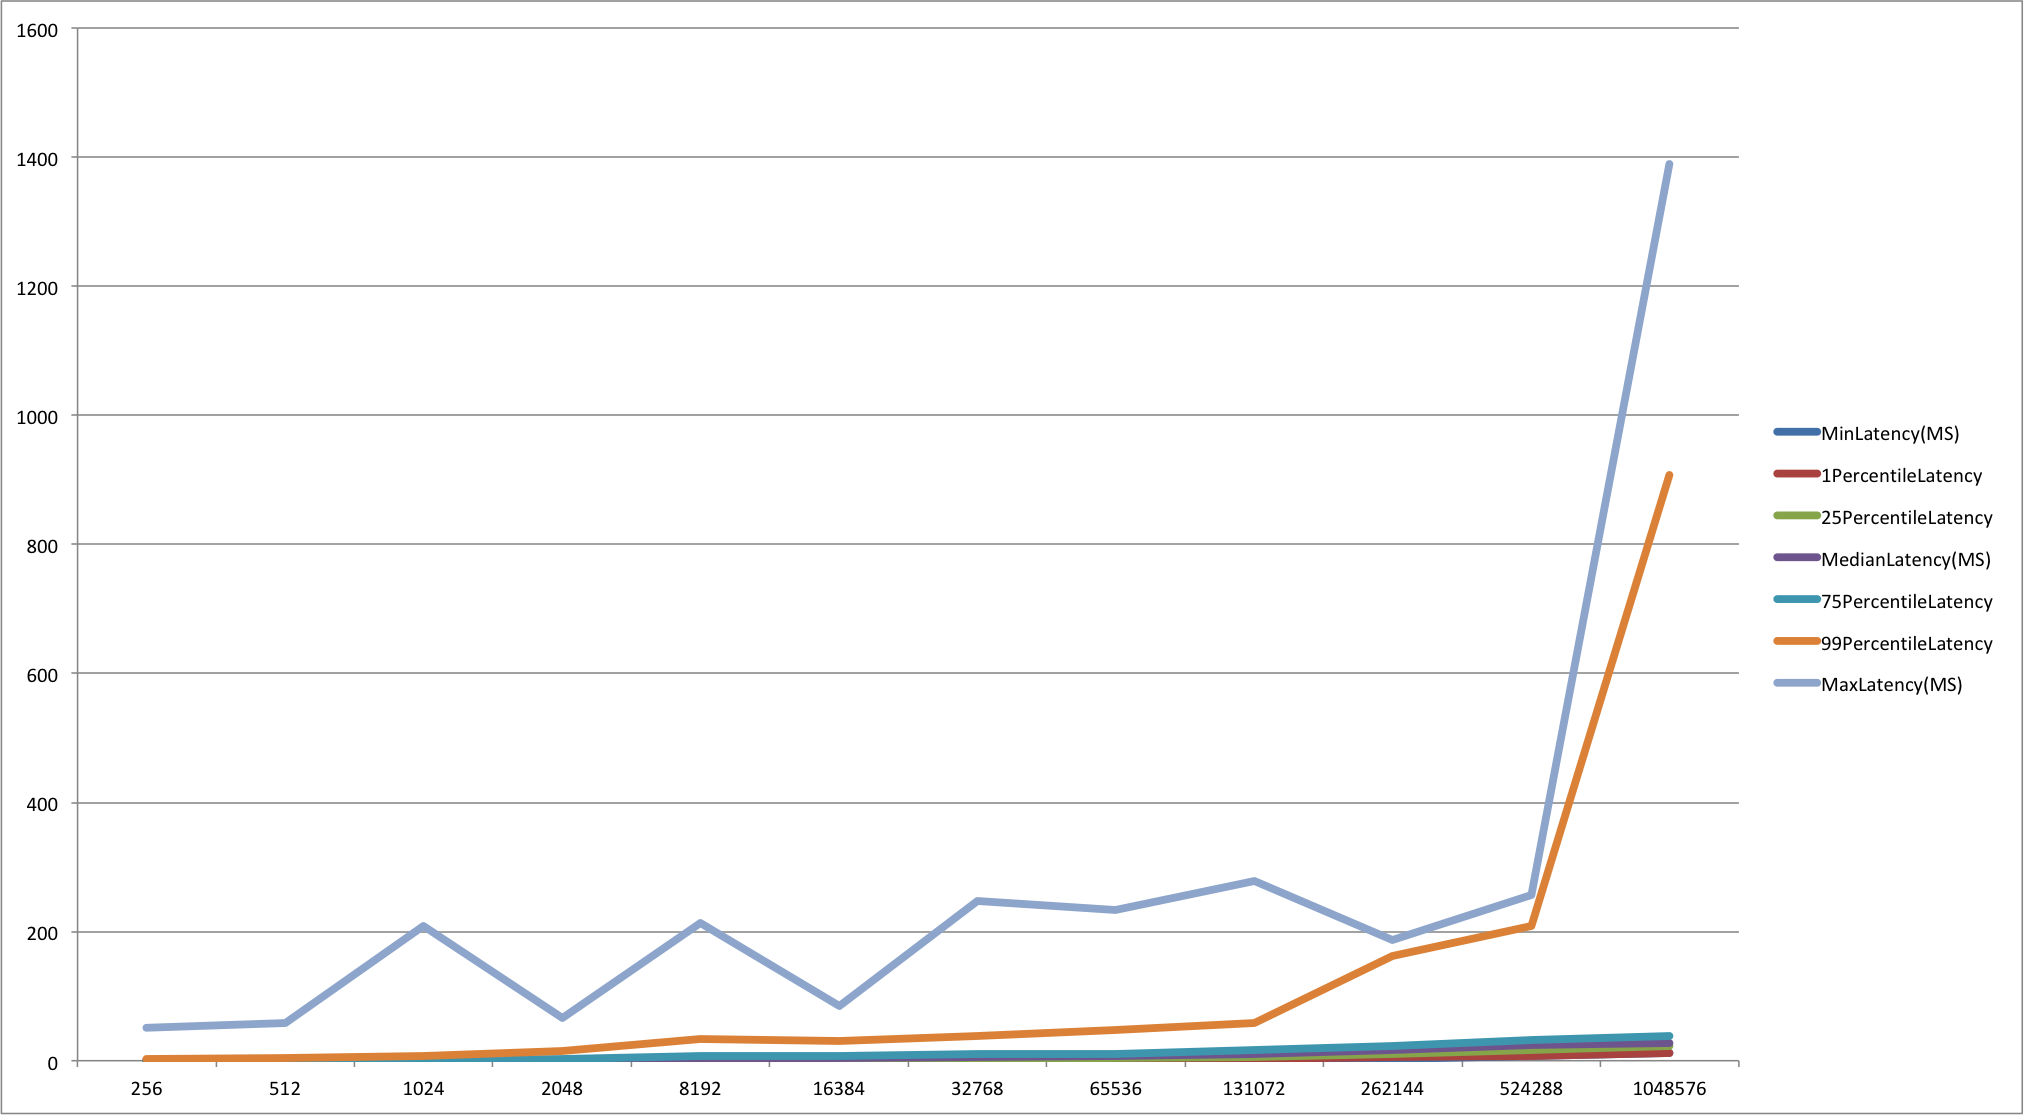 1600
1400
1200
1000
800
600
400
200
0
256 512 1024 2048 8192 16384 32768 65536 131072 262144 524288 1048576
MinLatency(MS)
1PercentileLatency
25PercentileLatency
MedianLatency(MS)
75PercentileLatency
99PercentileLatency
MaxLatency(MS)